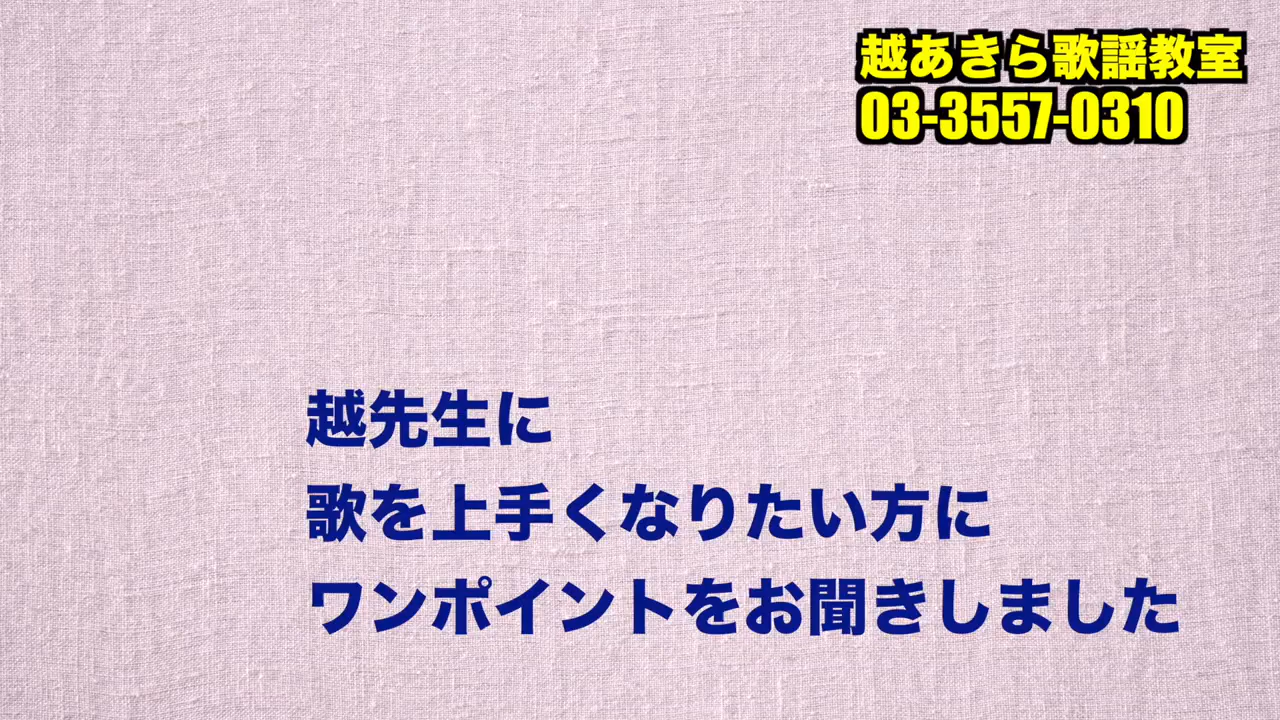 越あきら歌謡教室
03-3557-0310
越先生に
歌を上手くなりたい方に
ワンポイントをお聞きしました